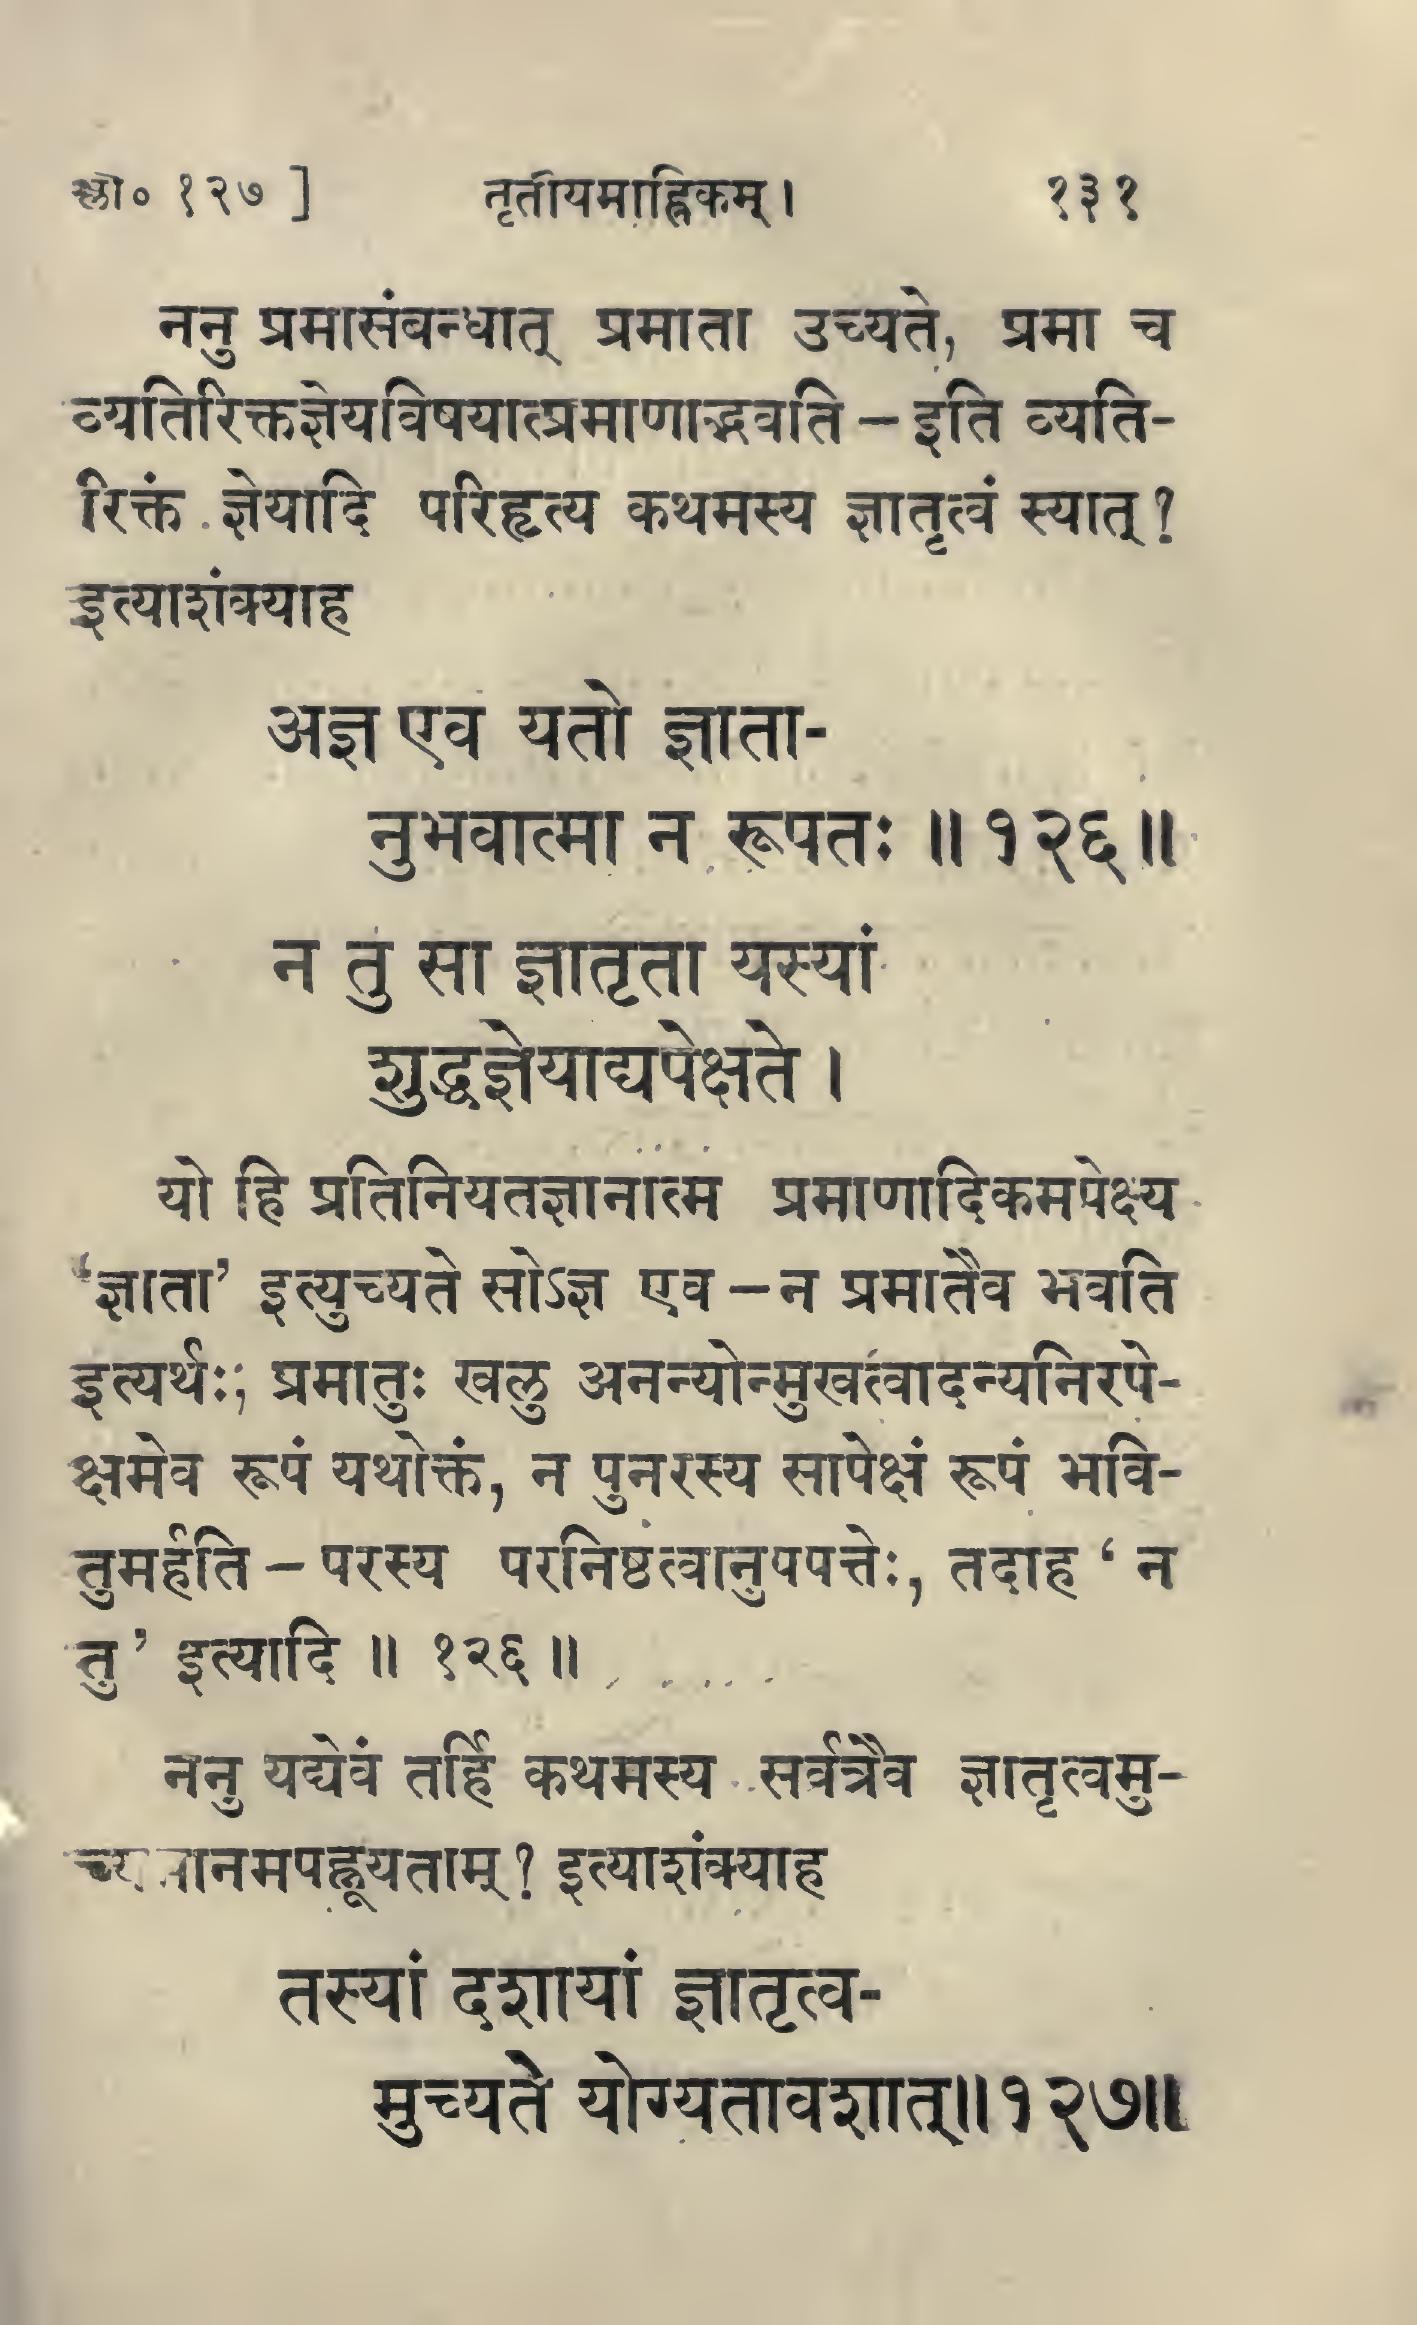 श्लो० १२७ ] तृतीयमाह्निकम् । १३१
ननु प्रमासंबन्धात् प्रमाता उच्यते, प्रमा च
व्यतिरिक्तज्ञेयविषयात्प्रमाणाद्भवति – इति व्यति-
रिक्तं ज्ञेयादि परिहृत्य कथमस्य ज्ञातृत्वं स्यात् ?
इत्याशंक्याह
अज्ञ एव यतो ज्ञाता-
नुभवात्मा न रूपतः ॥ १२६ ॥
न तु सा ज्ञातृता यस्यां
शुद्धज्ञेयाद्यपेक्षते ।
यो हि प्रतिनियतज्ञानात्म प्रमाणादिकमपेक्ष्य
‘ज्ञाता’ इत्युच्यते सोऽज्ञ एव – न प्रमातैव भवति
इत्यर्थः; प्रमातुः खलु अनन्योन्मुखत्वादन्यनिरपे-
क्षमेव रूपं यथोक्तं, न पुनरस्य सापेक्षं रूपं भवि-
तुमर्हति – परस्य परनिष्ठत्वानुपपत्तेः, तदाह ‘ न
तु ’ इत्यादि ॥ १२६ ॥
ननु यद्येवं तर्हि कथमस्य सर्वत्रैव ज्ञातृत्वमु-
च्यमानमपह्नूयताम् ? इत्याशंक्याह
तस्यां दशायां ज्ञातृत्व-
मुच्यते योग्यतावशात् ॥ १२७ ॥